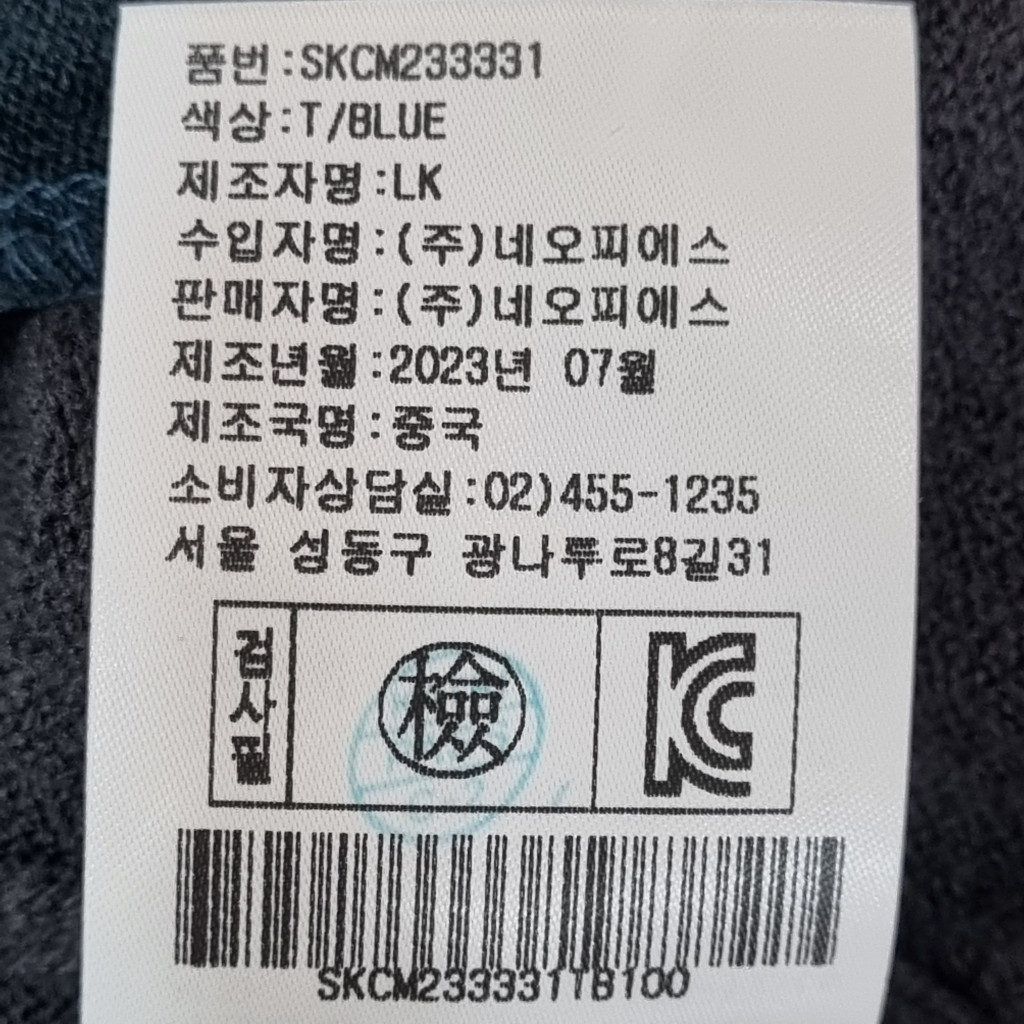 품번:SKCM233331
색상:T/BLUE
제조자명:LK
수입자명:(주)네오피에스
판매자명:(주)네오피에스
제조년월:2023년 07월
제조국명:중국
소비자상담실:02)455-1235
서울 성동구 광나루로8길31
검사필
檢
KC
SKCM233331TB100